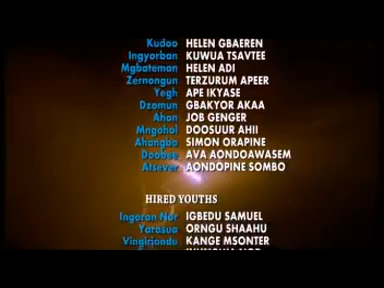 Kudoo HELEN GBAEREN
Ingyorban KUWUA TSAVTEE
Mgbateman HELEN ADI
Zernongun TERZURUM APEER
Yegh APE IKYASE
Dzomun GBAKYOR AKAA
Ahon JOB GENGER
Mngohol DOOSUUR AHII
Ahangba SIMON ORAPINE
Doobee AVA AONDOAWASEM
Atsever AONDOPINE SOMBO
HIRED YOUTHS
Ingoron Nor IGBEDU SAMUEL
Yarosua ORNGU SHAAHU
KANGE MSONTER